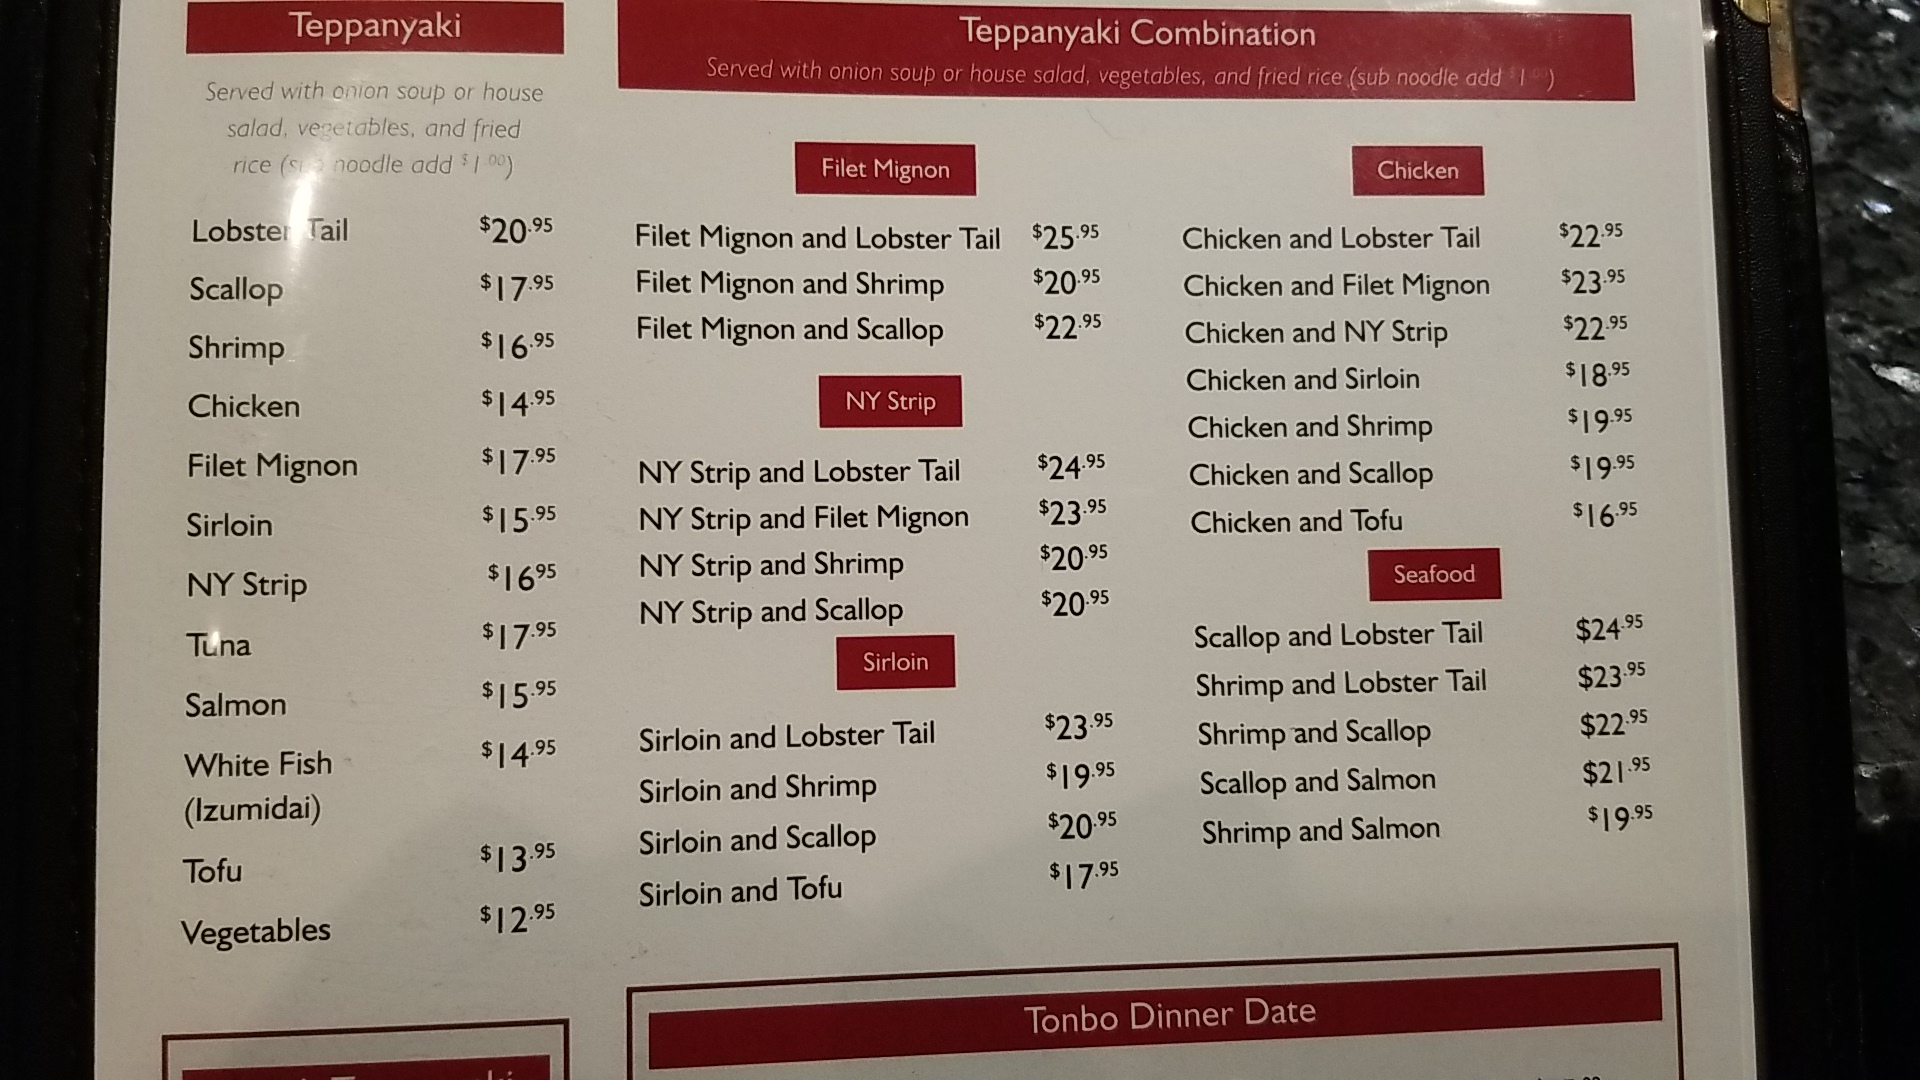 Teppanyaki
Served with onion soup or house
salad, vegetables, and fried
rice (sub noodle add $1.00)
Lobster Tail $20.95
Scallop $17.95
Shrimp $16.95
Chicken $14.95
Filet Mignon $17.95
Sirloin $15.95
NY Strip $1695
Tuna $17.95
Salmon $15.95
White Fish $14.95
(Izumidai)
Tofu $13.95
Vegetables $12.95
Teppanyaki Combination
Served with onion soup or house salad, vegetables, and fried rice (sub noodle add $1.00)
Filet Mignon
Filet Mignon and Lobster Tail $25.95
Filet Mignon and Shrimp $20.95
Filet Mignon and Scallop $22.95
NY Strip
NY Strip and Lobster Tail $24.95
NY Strip and Filet Mignon $23.95
NY Strip and Shrimp $20.95
NY Strip and Scallop $20.95
Sirloin
Sirloin and Lobster Tail $23.95
Sirloin and Shrimp $19.95
Sirloin and Scallop $20.95
Sirloin and Tofu $17.95
Chicken
Chicken and Lobster Tail $22.95
Chicken and Filet Mignon $23.95
Chicken and NY Strip $22.95
Chicken and Sirloin $18.95
Chicken and Shrimp $19.95
Chicken and Scallop $19.95
Chicken and Tofu $16.95
Seafood
Scallop and Lobster Tail $24.95
Shrimp and Lobster Tail $23.95
Shrimp and Scallop $22.95
Scallop and Salmon $21.95
Shrimp and Salmon $19.95
Tonbo Dinner Date